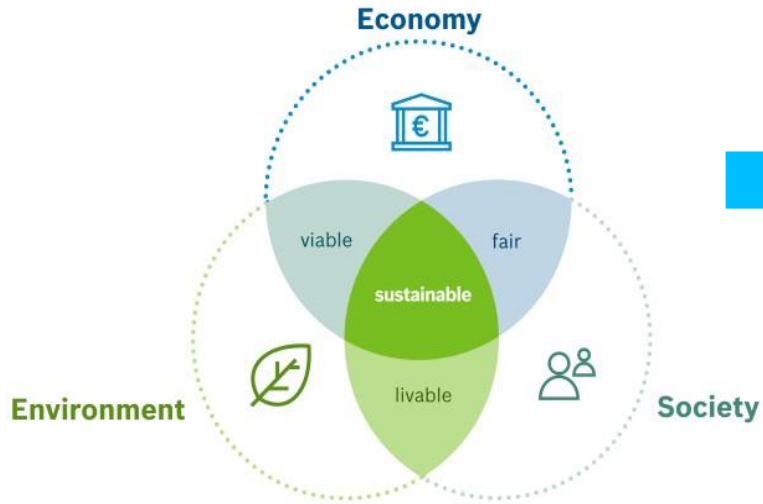 Economy
€
viable
fair
sustainable
livable
Environment
Society